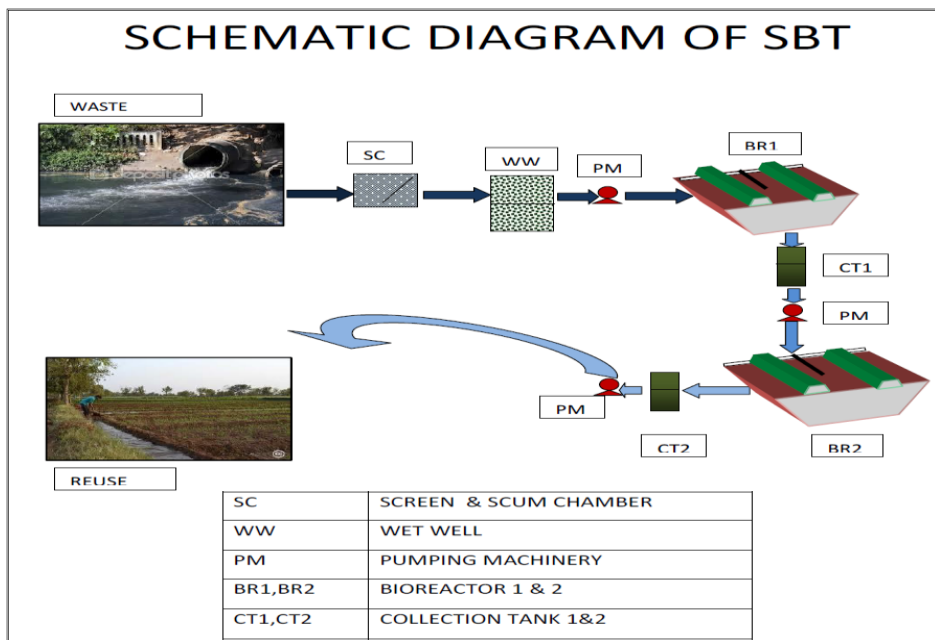 SCHEMATIC DIAGRAM OF SBT
WASTE
SC
WW
PM
BR1
CT1
PM
BR2
CT2
PM
REUSE
SC SCREEN & SCUM CHAMBER
WW WET WELL
PM PUMPING MACHINERY
BR1,BR2 BIOREACTOR 1 & 2
CT1,CT2 COLLECTION TANK 1&2